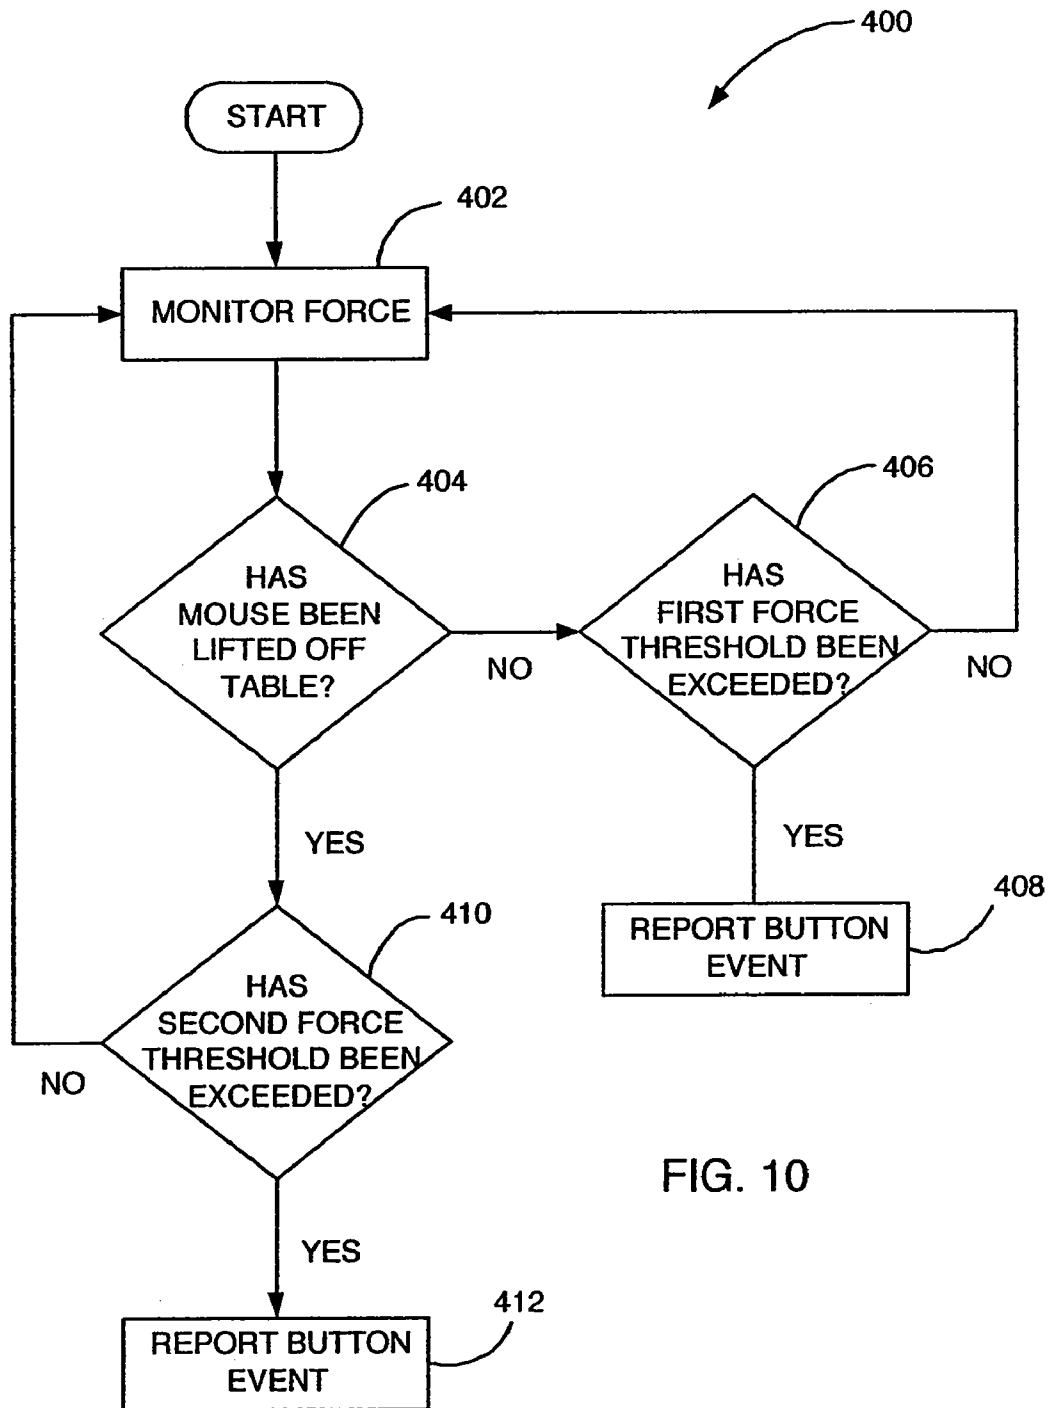 400
START
402
MONITOR FORCE
404
HAS
MOUSE BEEN
LIFTED OFF
TABLE?
NO
406
HAS
FIRST FORCE
THRESHOLD BEEN
EXCEEDED?
NO
YES
YES
408
REPORT BUTTON
EVENT
410
HAS
SECOND FORCE
THRESHOLD BEEN
EXCEEDED?
NO
FIG. 10
YES
412
REPORT BUTTON
EVENT